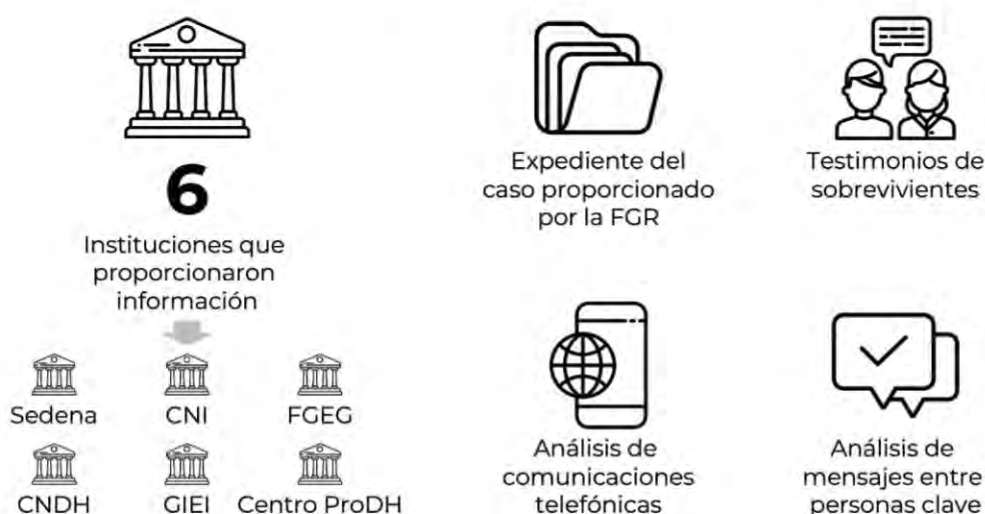 6
Instituciones que
proporcionaron
información
Sedena
CNI
FGEG
CNDH
GIEI
Centro ProDH
Expediente del
caso proporcionado
por la FGR
Testimonios de
sobrevivientes
Análisis de
comunicaciones
telefónicas
Análisis de
mensajes entre
personas clave